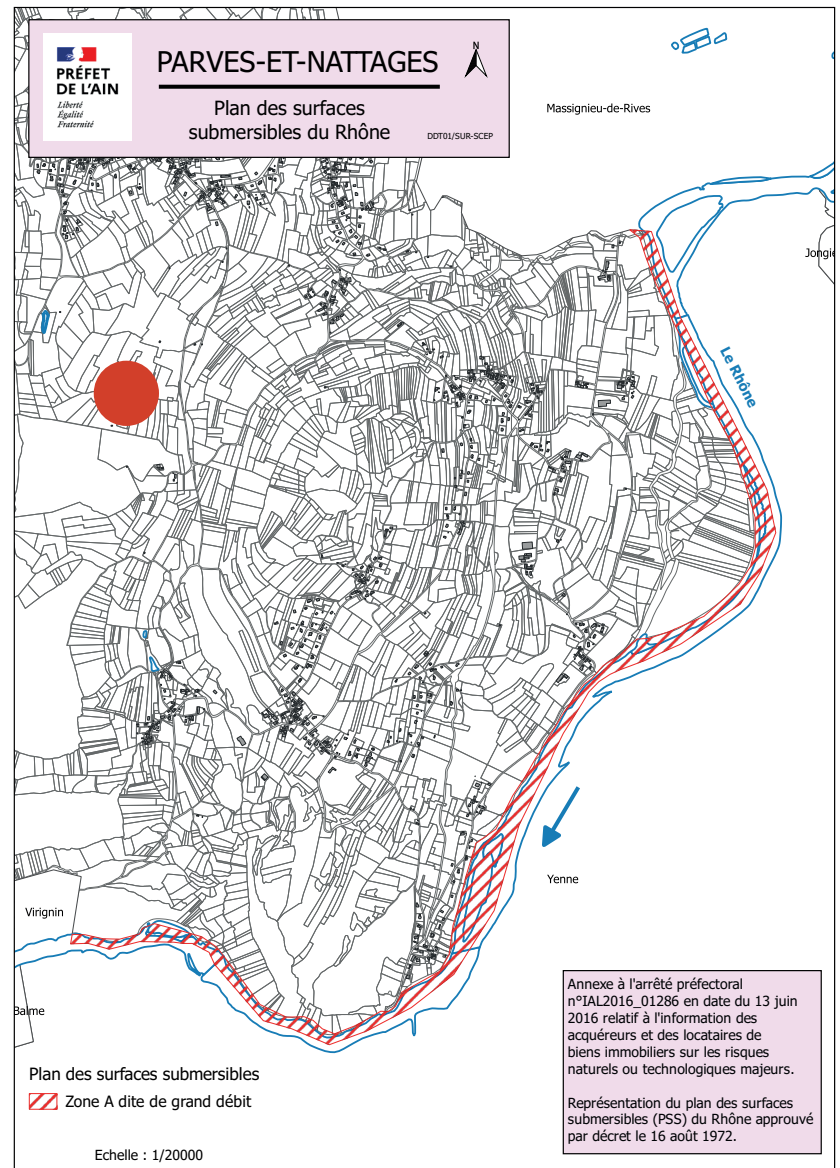 PRÉFET
DE L'AIN
Liberté
Égalité
Fraternité
PARVES-ET-NATTAGES
N
Plan des surfaces
submersibles du Rhône
DDT01/SUR-SCEP
Massignieu-de-Rives
Jongie
Le Rhône
Yenne
Virignin
Balme
Annexe à l'arrêté préfectoral
n°IAL2016_01286 en date du 13 juin
2016 relatif à l'information des
acquéreurs et des locataires de
biens immobiliers sur les risques
naturels ou technologiques majeurs.
Représentation du plan des surfaces
submersibles (PSS) du Rhône approuvé
par décret le 16 août 1972.
Plan des surfaces submersibles
Zone A dite de grand débit
Echelle : 1/20000